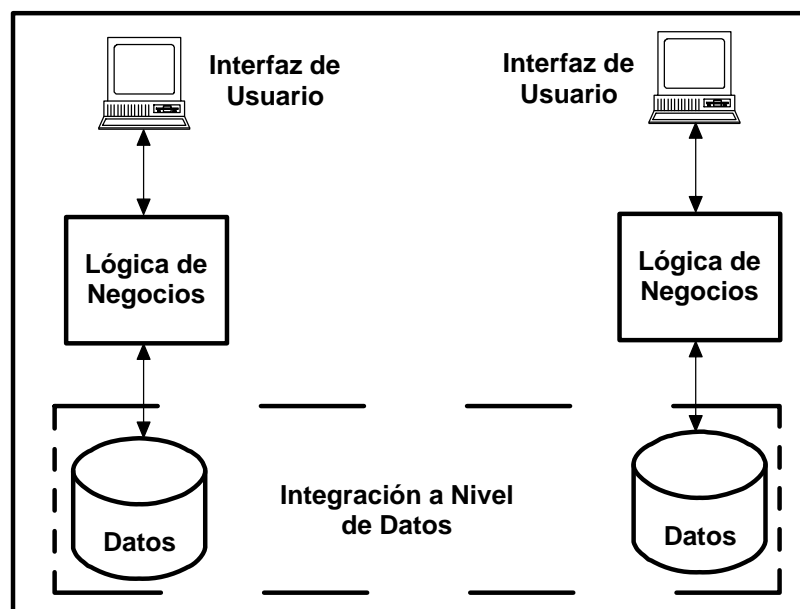 Interfaz de
Usuario
Interfaz de
Usuario
Lógica de
Negocios
Lógica de
Negocios
Integración a Nivel
de Datos
Datos
Datos